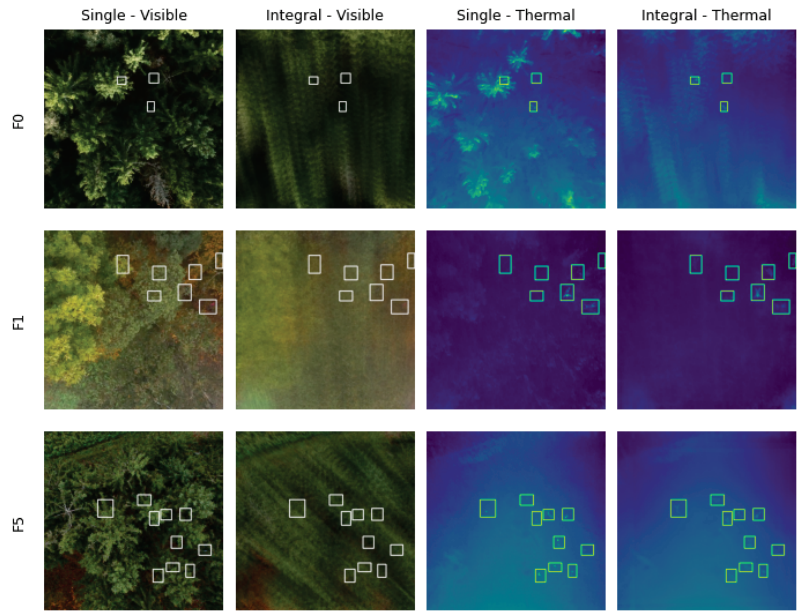 Single - Visible Integral - Visible Single - Thermal Integral - Thermal
F0
F1
F5